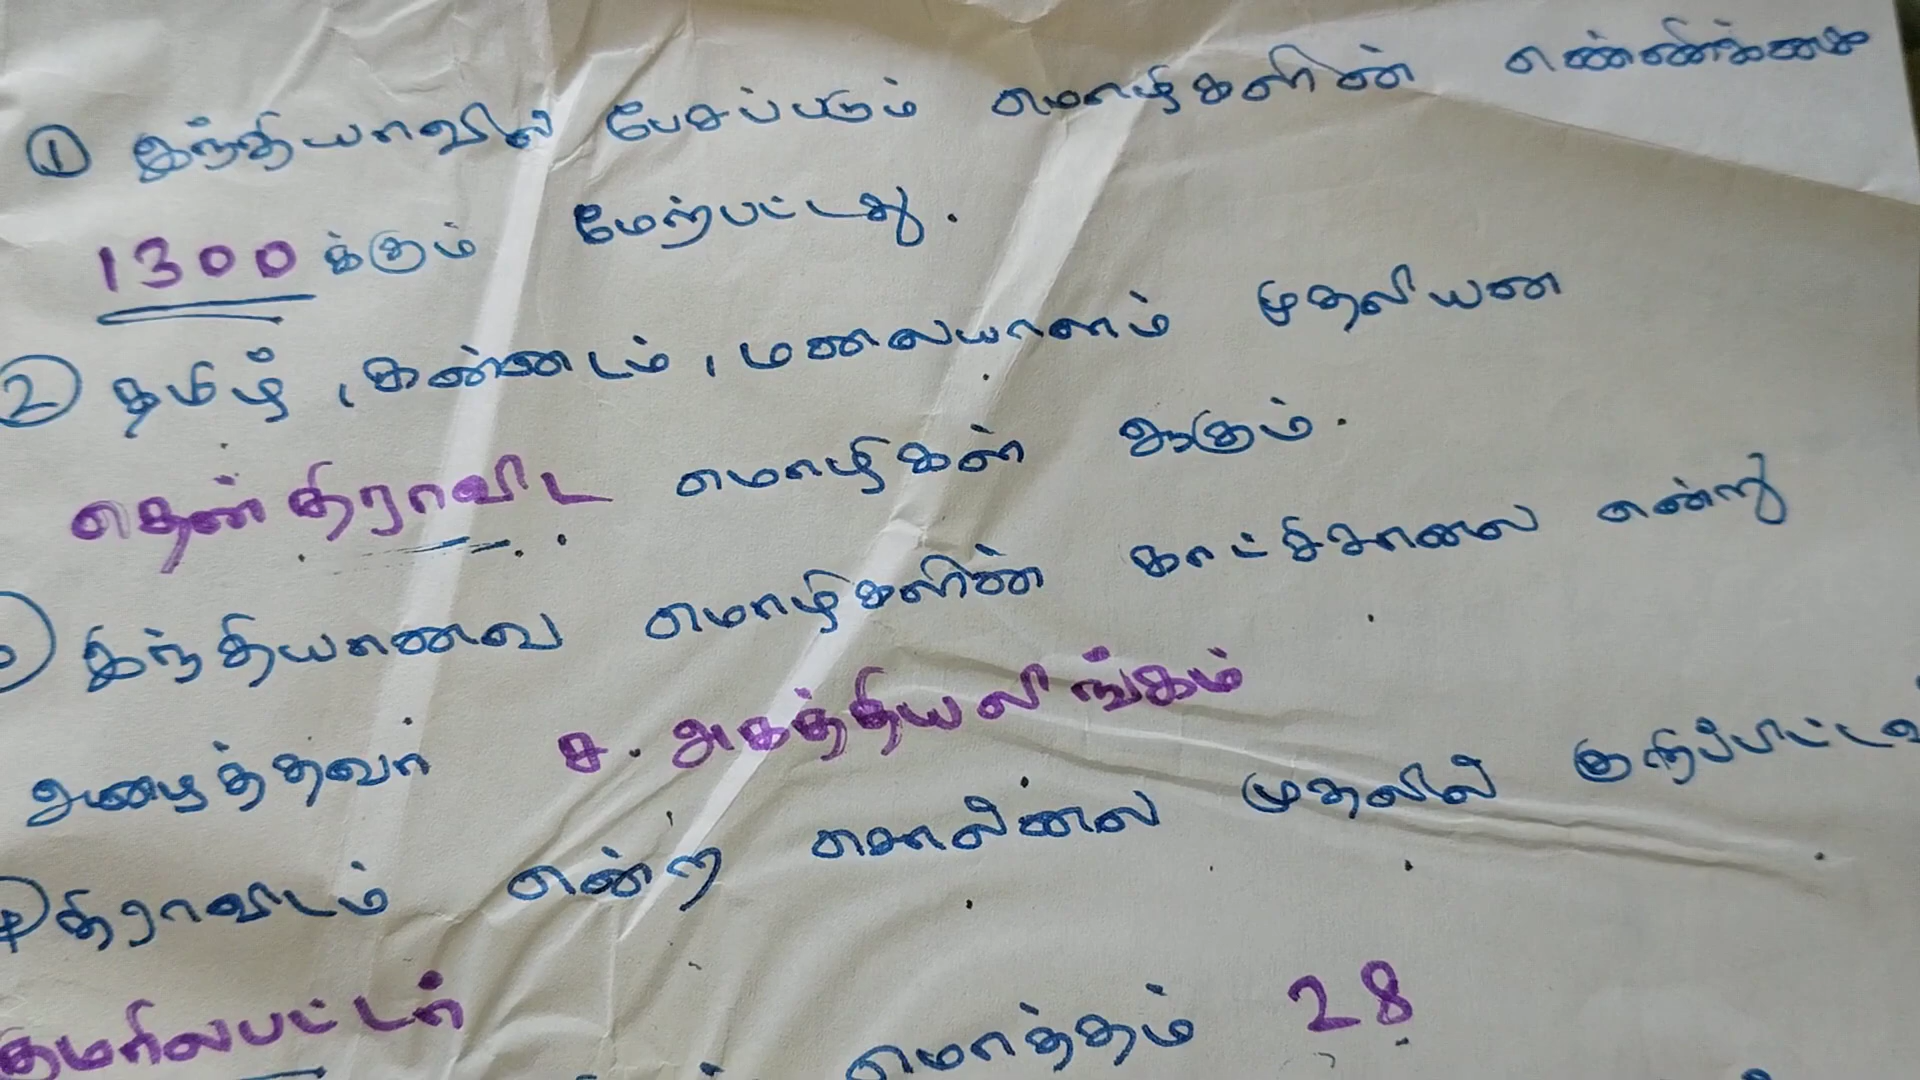 ① இந்தியாவில் பேசப்படும் மொழிகளின் எண்ணிக்கை
1300க்கும் மேற்பட்டது.
② தமிழ், கன்னடம், மலையாளம் முதலியன
தென் திராவிட மொழிகள் ஆகும்.
இந்தியாவை மொழிகளின் காட்சிசாலை என்று
அழைத்தவர் ச. அகத்தியலிங்கம்
திராவிடம் என்ற சொல்லை முதலில்
குமரிலபட்டர்
மொத்தம் 28